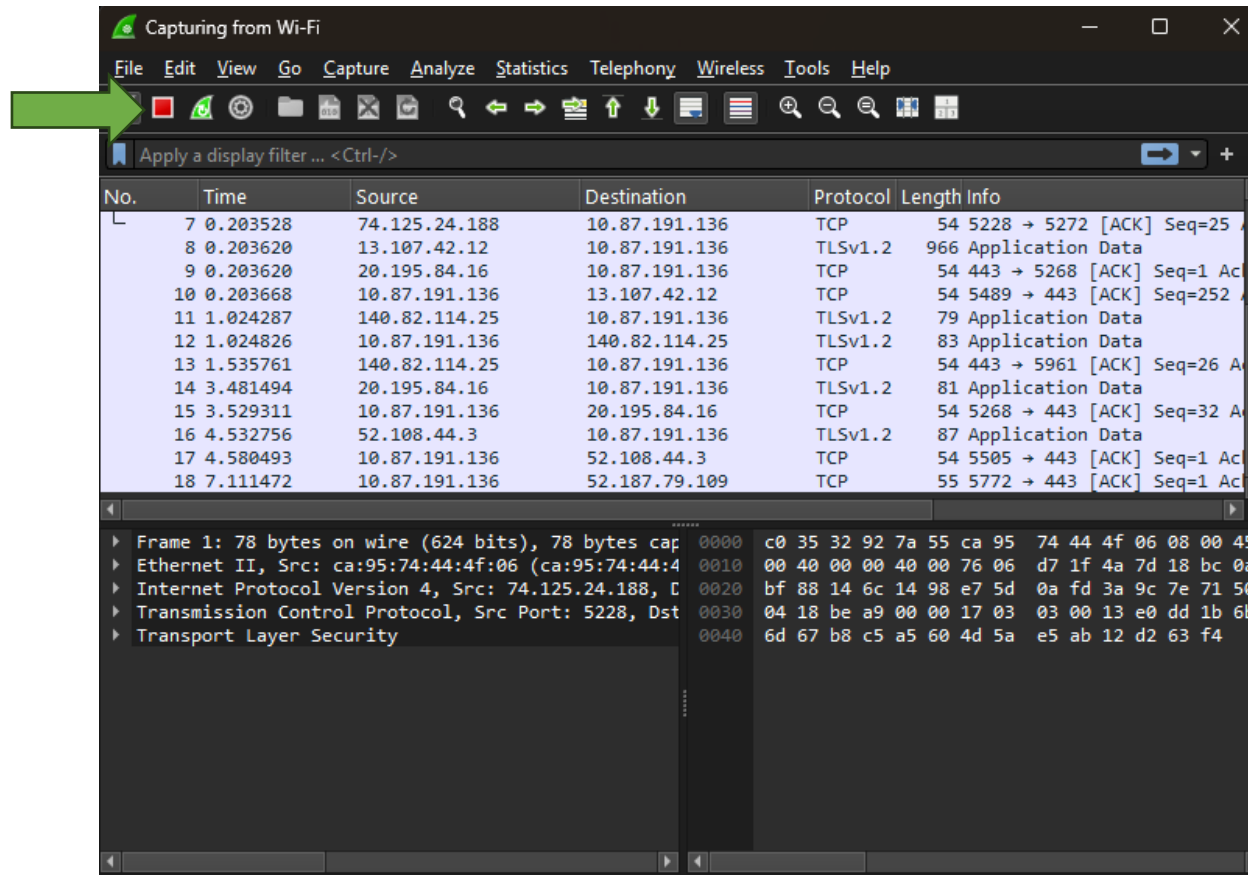 Capturing from Wi-Fi
File Edit View Go Capture Analyze Statistics Telephony Wireless Tools Help
Apply a display filter ... <Ctrl-/>
No. Time Source Destination Protocol Length Info
7 0.203528 74.125.24.188 10.87.191.136 TCP 54 5228 → 5272 [ACK] Seq=25
8 0.203620 13.107.42.12 10.87.191.136 TLSv1.2 966 Application Data
9 0.203620 20.195.84.16 10.87.191.136 TCP 54 443 → 5268 [ACK] Seq=1 Ac
10 0.203668 10.87.191.136 13.107.42.12 TCP 54 5489 → 443 [ACK] Seq=252
11 1.024287 140.82.114.25 10.87.191.136 TLSv1.2 79 Application Data
12 1.024826 10.87.191.136 140.82.114.25 TLSv1.2 83 Application Data
13 1.535761 140.82.114.25 10.87.191.136 TCP 54 443 → 5961 [ACK] Seq=26 A
14 3.481494 20.195.84.16 10.87.191.136 TLSv1.2 81 Application Data
15 3.529311 10.87.191.136 20.195.84.16 TCP 54 5268 → 443 [ACK] Seq=32 A
16 4.532756 52.108.44.3 10.87.191.136 TLSv1.2 87 Application Data
17 4.580493 10.87.191.136 52.108.44.3 TCP 54 5505 → 443 [ACK] Seq=1 Ac
18 7.111472 10.87.191.136 52.187.79.109 TCP 55 5772 → 443 [ACK] Seq=1 Ac
Frame 1: 78 bytes on wire (624 bits), 78 bytes cap
Ethernet II, Src: ca:95:74:44:4f:06 (ca:95:74:44:4
Internet Protocol Version 4, Src: 74.125.24.188, D
Transmission Control Protocol, Src Port: 5228, Dst
Transport Layer Security
0000 c0 35 32 92 7a 55 ca 95 74 44 4f 06 08 00 45
0010 00 40 00 00 40 00 76 06 d7 1f 4a 7d 18 bc 0a
0020 bf 88 14 6c 14 98 e7 5d 0a fd 3a 9c 7e 71 50
0030 04 18 be a9 00 00 17 03 03 00 13 e0 dd 1b 6b
0040 6d 67 b8 c5 a5 60 4d 5a e5 ab 12 d2 63 f4